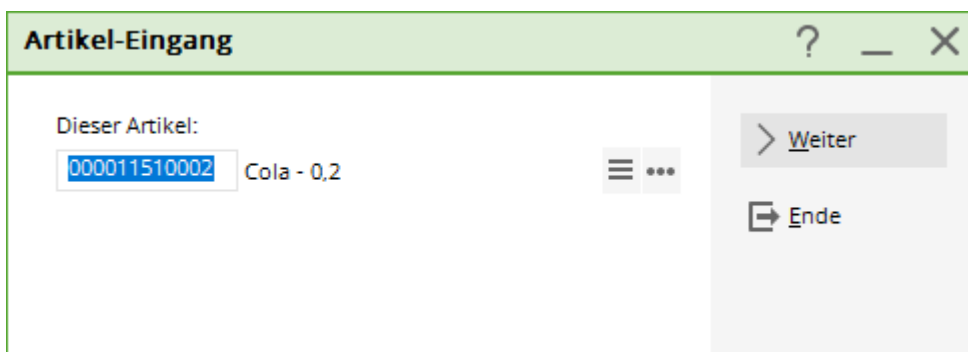 Artikel-Eingang
Dieser Artikel:
000011510002 Cola - 0,2
Weiter
Ende